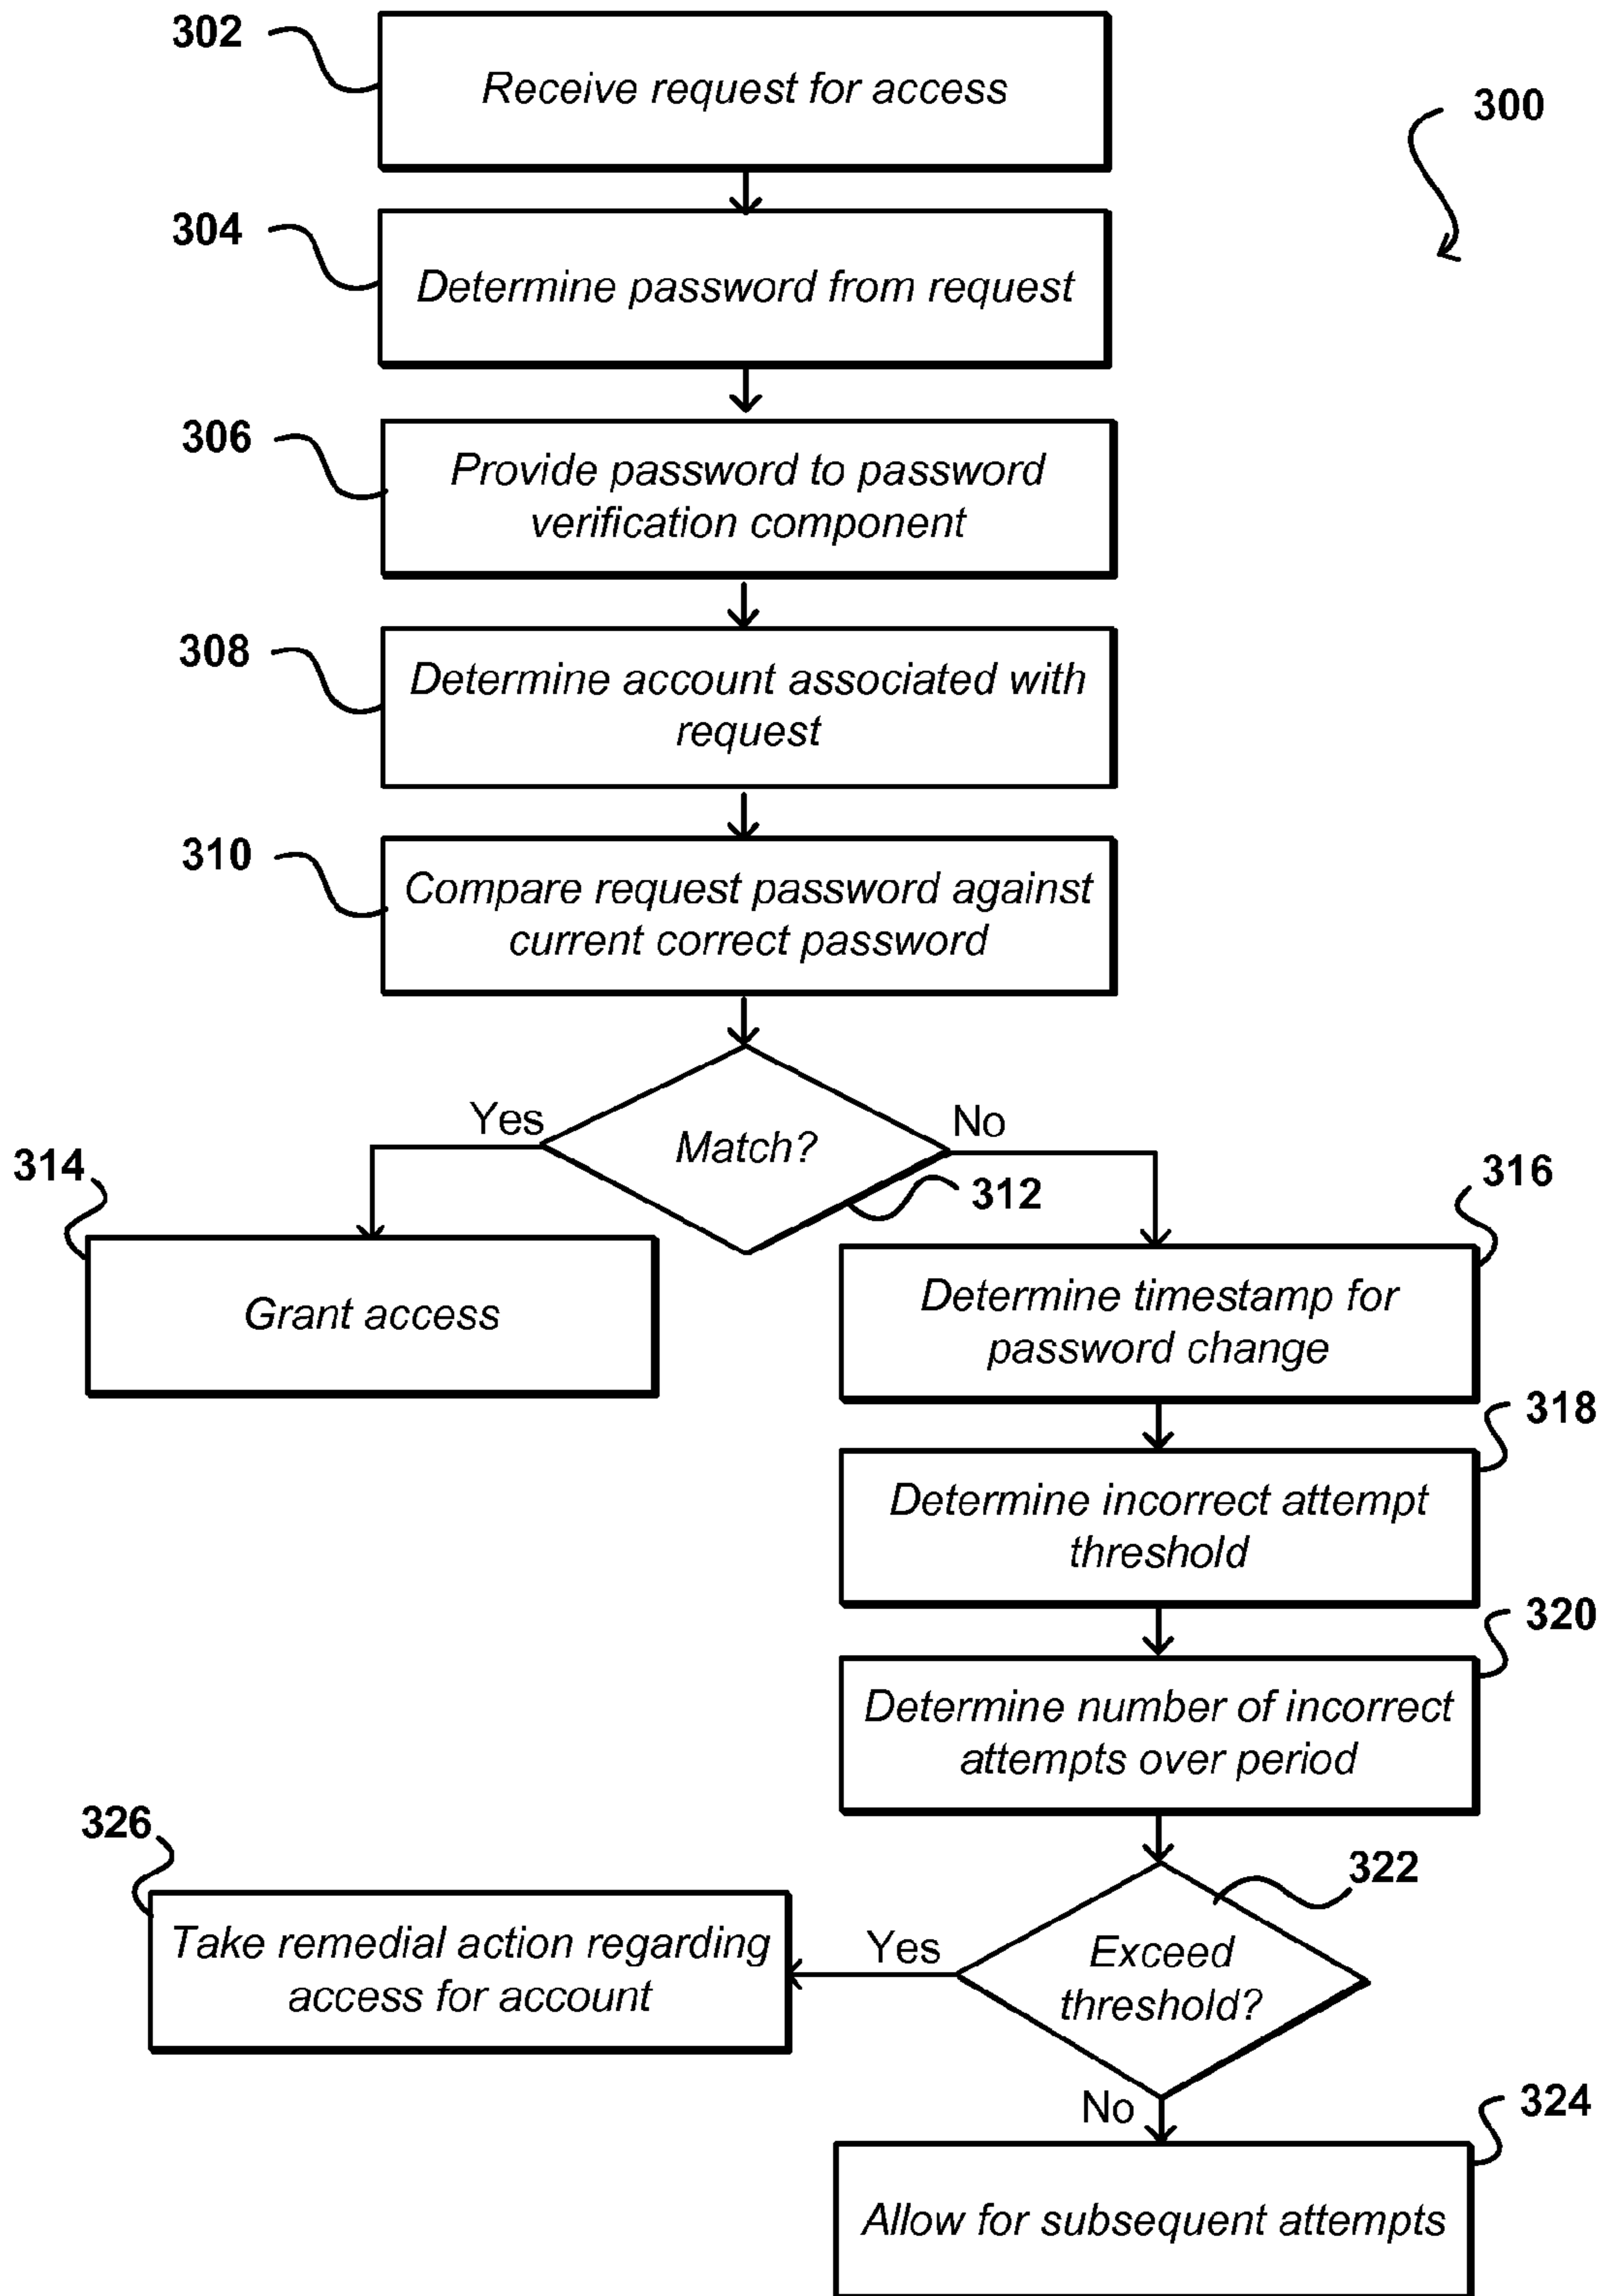 302
Receive request for access
300
304
Determine password from request
306
Provide password to password
verification component
308
Determine account associated with
request
310
Compare request password against
current correct password
Yes
Match?
No
312
314
Grant access
316
Determine timestamp for
password change
318
Determine incorrect attempt
threshold
320
Determine number of incorrect
attempts over period
322
Exceed
threshold?
Yes
326
Take remedial action regarding
access for account
No
324
Allow for subsequent attempts